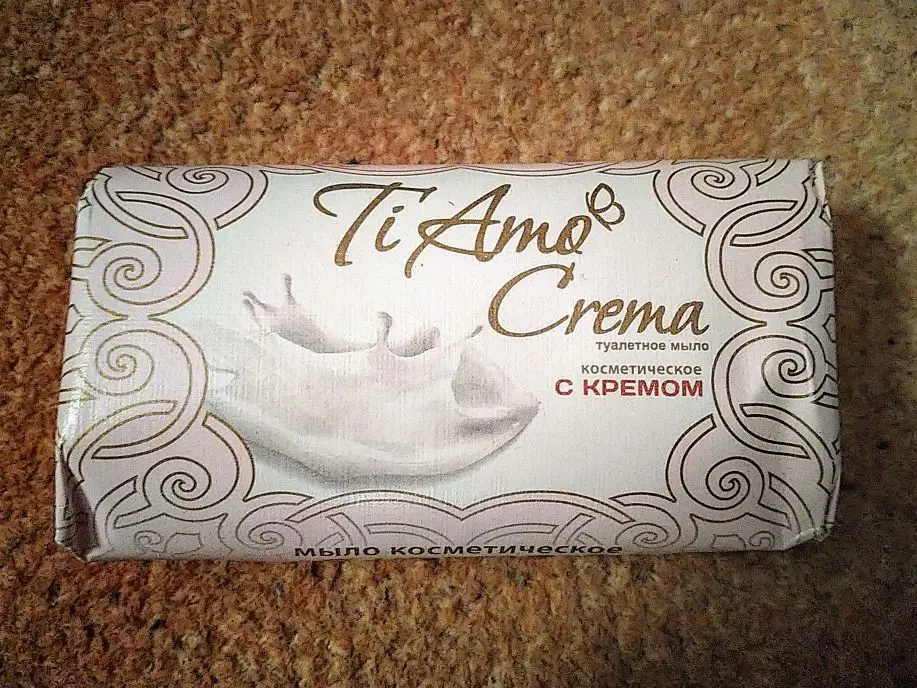 Ti Amo
Crema
туалетное мыло
косметическое
С КРЕМОМ
МЫЛО КОСМЕТИЧЕСКОЕ